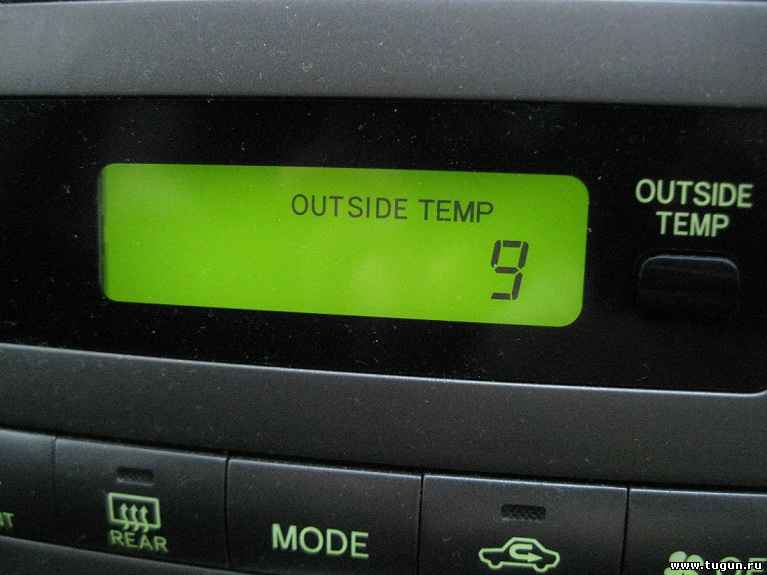 OUTSIDE TEMP
9
OUTSIDE
TEMP
REAR
MODE
www.tugun.ru